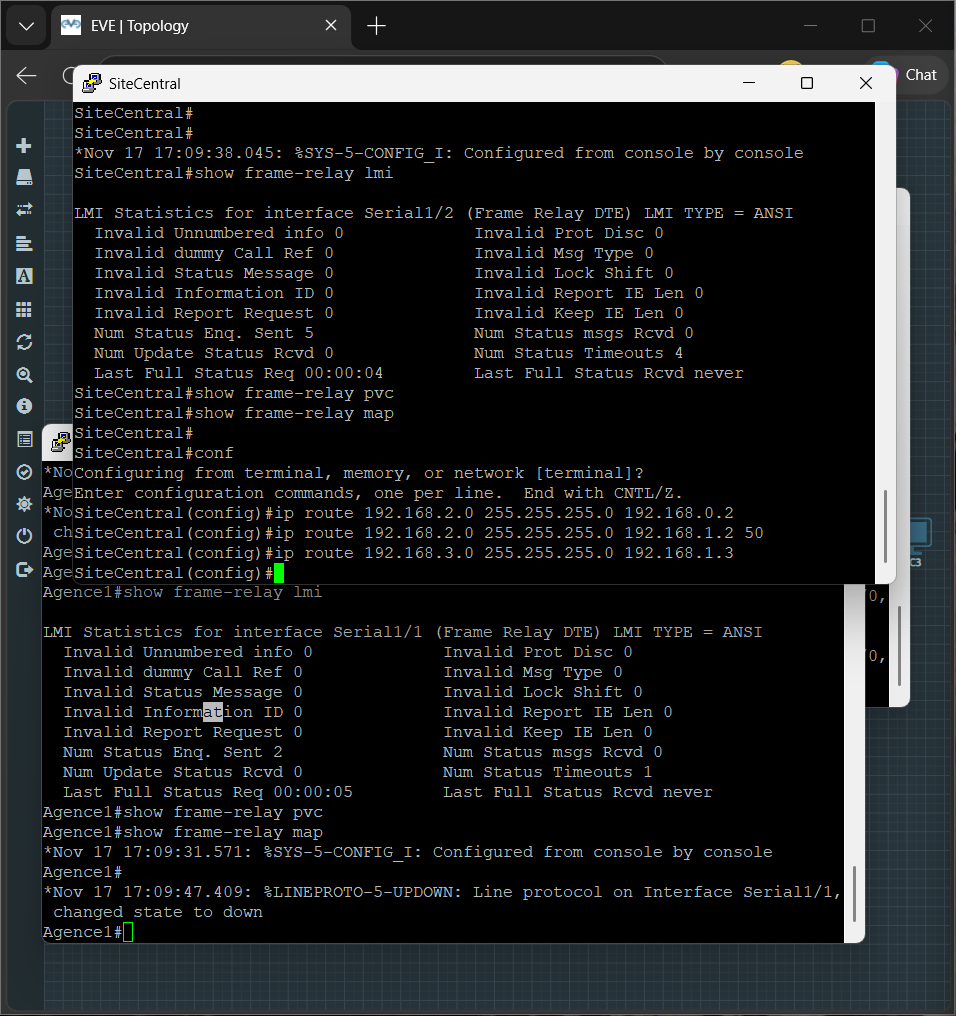 EVE | Topology
Chat
SiteCentral
SiteCentral#
SiteCentral#
*Nov 17 17:09:38.045: %SYS-5-CONFIG_I: Configured from console by console
SiteCentral#show frame-relay lmi
LMI Statistics for interface Serial1/2 (Frame Relay DTE) LMI TYPE = ANSI
Invalid Unnumbered info 0 Invalid Prot Disc 0
Invalid dummy Call Ref 0 Invalid Msg Type 0
Invalid Status Message 0 Invalid Lock Shift 0
Invalid Information ID 0 Invalid Report IE Len 0
Invalid Report Request 0 Invalid Keep IE Len 0
Num Status Enq. Sent 5 Num Status msgs Rcvd 0
Num Update Status Rcvd 0 Num Status Timeouts 4
Last Full Status Req 00:00:04 Last Full Status Rcvd never
SiteCentral#show frame-relay pvc
SiteCentral#show frame-relay map
SiteCentral#
SiteCentral#conf
Configuring from terminal, memory, or network [terminal]?
Enter configuration commands, one per line.  End with CNTL/Z.
SiteCentral(config)#ip route 192.168.2.0 255.255.255.0 192.168.0.2
SiteCentral(config)#ip route 192.168.2.0 255.255.255.0 192.168.1.2 50
SiteCentral(config)#ip route 192.168.3.0 255.255.255.0 192.168.1.3
SiteCentral(config)#
*No
Age
*No
ch
Age
Age
C3
/0,
/0,
Agence1#show frame-relay lmi
LMI Statistics for interface Serial1/1 (Frame Relay DTE) LMI TYPE = ANSI
Invalid Unnumbered info 0 Invalid Prot Disc 0
Invalid dummy Call Ref 0 Invalid Msg Type 0
Invalid Status Message 0 Invalid Lock Shift 0
Invalid Information ID 0 Invalid Report IE Len 0
Invalid Report Request 0 Invalid Keep IE Len 0
Num Status Enq. Sent 2 Num Status msgs Rcvd 0
Num Update Status Rcvd 0 Num Status Timeouts 1
Last Full Status Req 00:00:05 Last Full Status Rcvd never
Agence1#show frame-relay pvc
Agence1#show frame-relay map
*Nov 17 17:09:31.571: %SYS-5-CONFIG_I: Configured from console by console
Agence1#
*Nov 17 17:09:47.409: %LINEPROTO-5-UPDOWN: Line protocol on Interface Serial1/1,
changed state to down
Agence1#